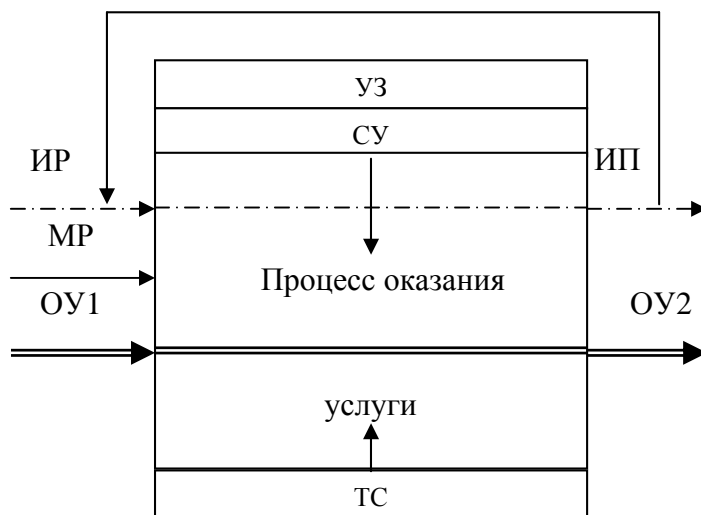 УЗ
СУ
ИР
ИП
МР
Процесс оказания
ОУ1
ОУ2
услуги
ТС